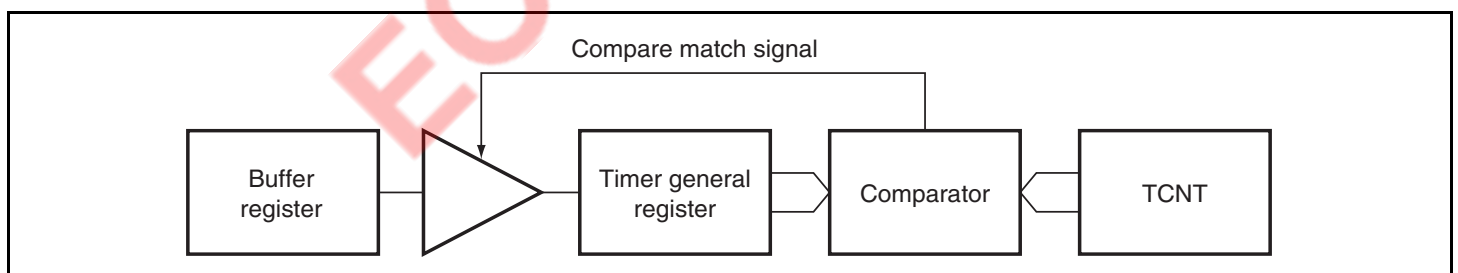 Compare match signal
Buffer
register
Timer general
register
Comparator
TCNT